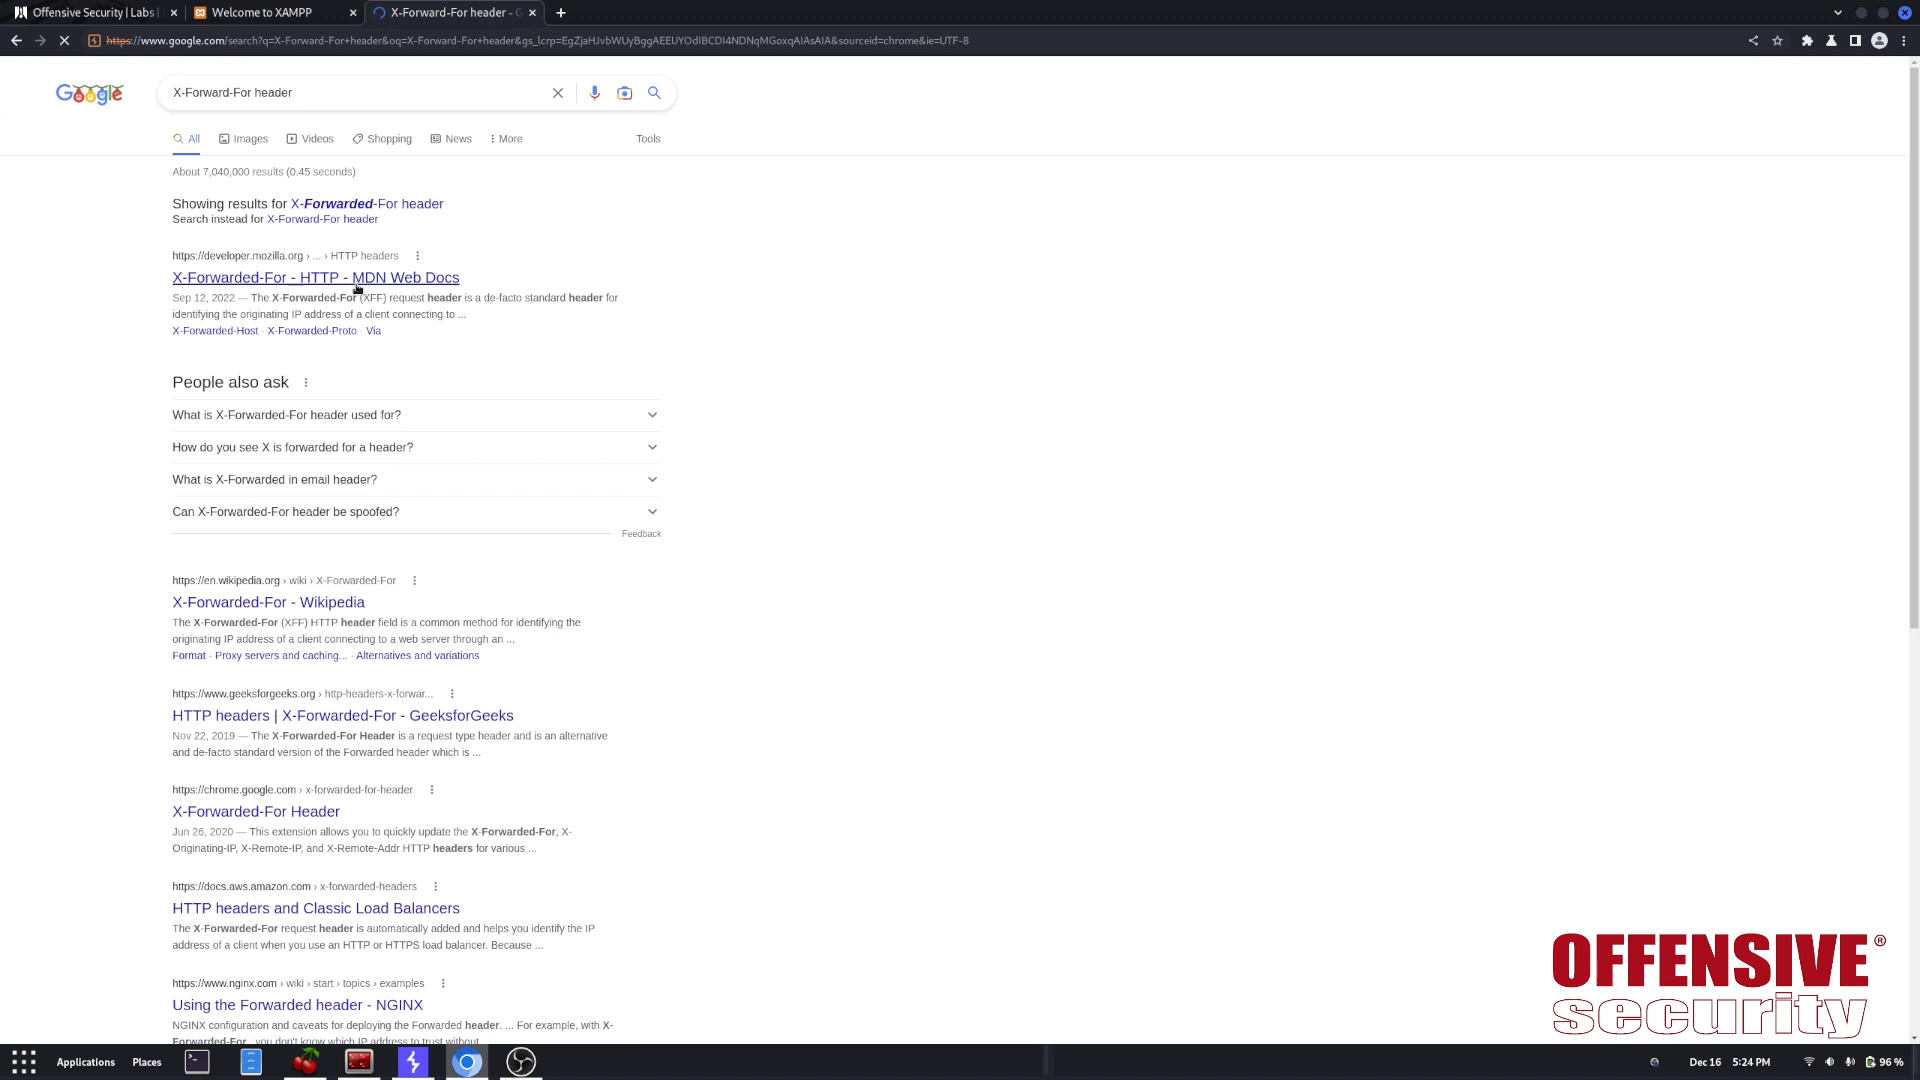 Offensive Security | Labs
Welcome to XAMPP
X-Forward-For header - G
https://www.google.com/search?q=X-Forward-For+header&oq=X-Forward-For+header&gs_lcrp=EgZjaHJvbWUyBggAEEUYOdIBCDI4NDNqMGoxqAIAsAIA&sourceid=chrome&ie=UTF-8
Google
X-Forward-For header
All
Images
Videos
Shopping
News
More
Tools
About 7,040,000 results (0.45 seconds)
Showing results for X-Forwarded-For header
Search instead for X-Forward-For header
https://developer.mozilla.org › ... › HTTP headers
X-Forwarded-For - HTTP - MDN Web Docs
Sep 12, 2022 — The X-Forwarded-For (XFF) request header is a de-facto standard header for
identifying the originating IP address of a client connecting to ...
X-Forwarded-Host · X-Forwarded-Proto · Via
People also ask
What is X-Forwarded-For header used for?
How do you see X is forwarded for a header?
What is X-Forwarded in email header?
Can X-Forwarded-For header be spoofed?
Feedback
https://en.wikipedia.org › wiki › X-Forwarded-For
X-Forwarded-For - Wikipedia
The X-Forwarded-For (XFF) HTTP header field is a common method for identifying the
originating IP address of a client connecting to a web server through an ...
Format · Proxy servers and caching... · Alternatives and variations
https://www.geeksforgeeks.org › http-headers-x-forwar...
HTTP headers | X-Forwarded-For - GeeksforGeeks
Nov 22, 2019 — The X-Forwarded-For Header is a request type header and is an alternative
and de-facto standard version of the Forwarded header which is ...
https://chrome.google.com › x-forwarded-for-header
X-Forwarded-For Header
Jun 26, 2020 — This extension allows you to quickly update the X-Forwarded-For, X-
Originating-IP, X-Remote-IP, and X-Remote-Addr HTTP headers for various ...
https://docs.aws.amazon.com › x-forwarded-headers
HTTP headers and Classic Load Balancers
The X-Forwarded-For request header is automatically added and helps you identify the IP
address of a client when you use an HTTP or HTTPS load balancer. Because ...
https://www.nginx.com › wiki › start › topics › examples
Using the Forwarded header - NGINX
NGINX configuration and caveats for deploying the Forwarded header. ... For example, with X-
Forwarded-For , you don't know which IP address to trust without
OFFENSIVE®
security
Applications
Places
Dec 16 5:24 PM
96 %